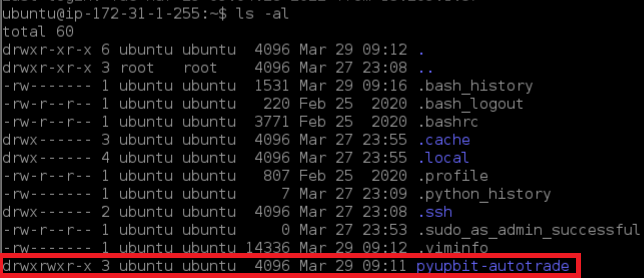 ubuntu@ip-172-31-1-255:~$ ls -al
total 60
drwxr-xr-x 6 ubuntu ubuntu 4096 Mar 29 09:12 .
drwxr-xr-x 3 root root 4096 Mar 27 23:08 ..
-rw------- 1 ubuntu ubuntu 1531 Mar 29 09:16 .bash_history
-rw-r--r-- 1 ubuntu ubuntu 220 Feb 25 2020 .bash_logout
-rw-r--r-- 1 ubuntu ubuntu 3771 Feb 25 2020 .bashrc
drwx------ 3 ubuntu ubuntu 4096 Mar 27 23:55 .cache
drwx------ 4 ubuntu ubuntu 4096 Mar 27 23:55 .local
-rw-r--r-- 1 ubuntu ubuntu 807 Feb 25 2020 .profile
-rw------- 1 ubuntu ubuntu 7 Mar 27 23:09 .python_history
drwx------ 2 ubuntu ubuntu 4096 Mar 27 23:08 .ssh
-rw-r--r-- 1 ubuntu ubuntu 0 Mar 27 23:53 .sudo_as_admin_successful
-rw------- 1 ubuntu ubuntu 14336 Mar 29 09:12 .viminfo
drwxrwxr-x 3 ubuntu ubuntu 4096 Mar 29 09:11 pyupbit-autotrade